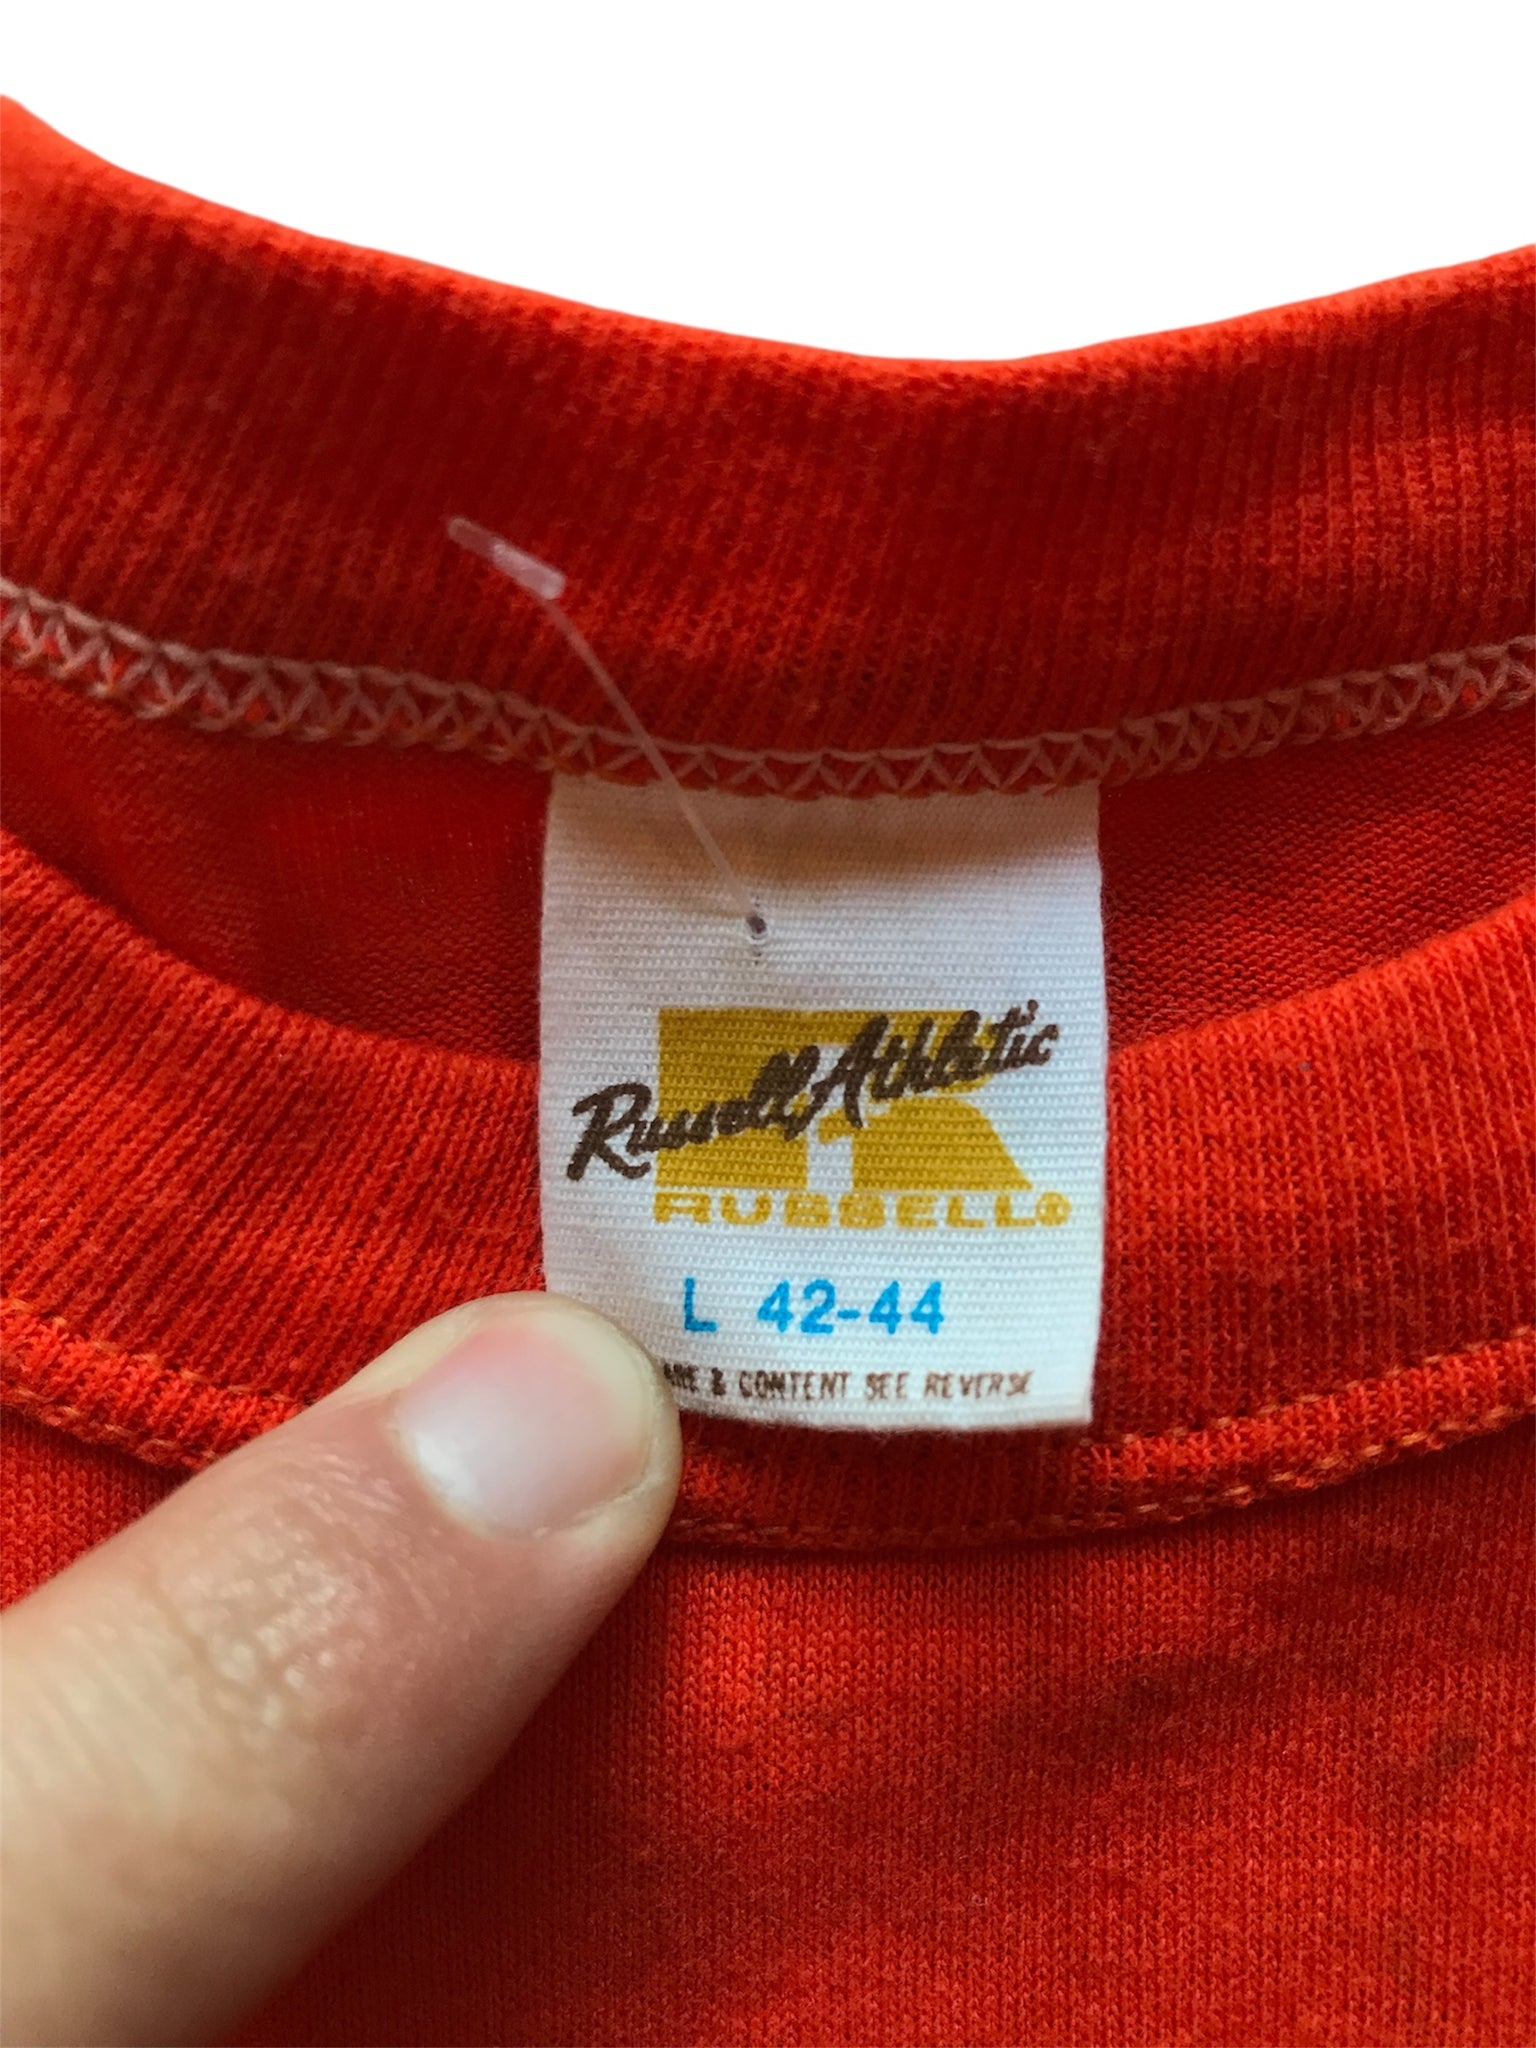 Russell Athletic
RUSSELL®
L 42-44
& CONTENT SEE REVERSE